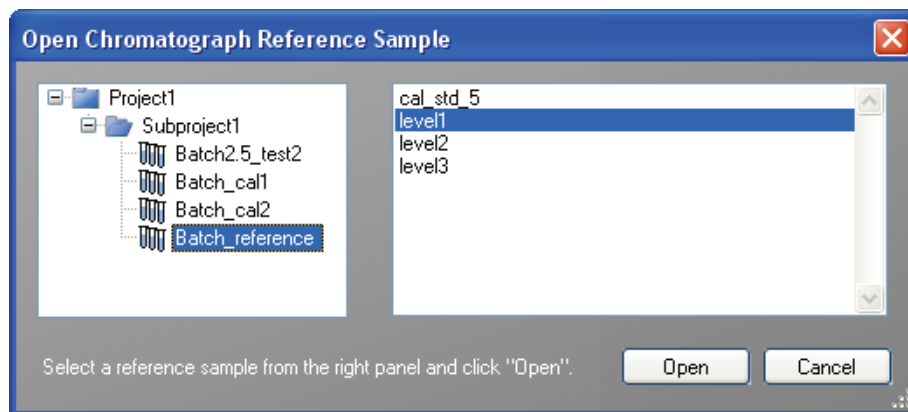 Open Chromatograph Reference Sample
Project1
Subproject1
Batch2.5_test2
Batch_cal1
Batch_cal2
Batch_reference
cal_std_5
level1
level2
level3
Select a reference sample from the right panel and click "Open".
Open
Cancel